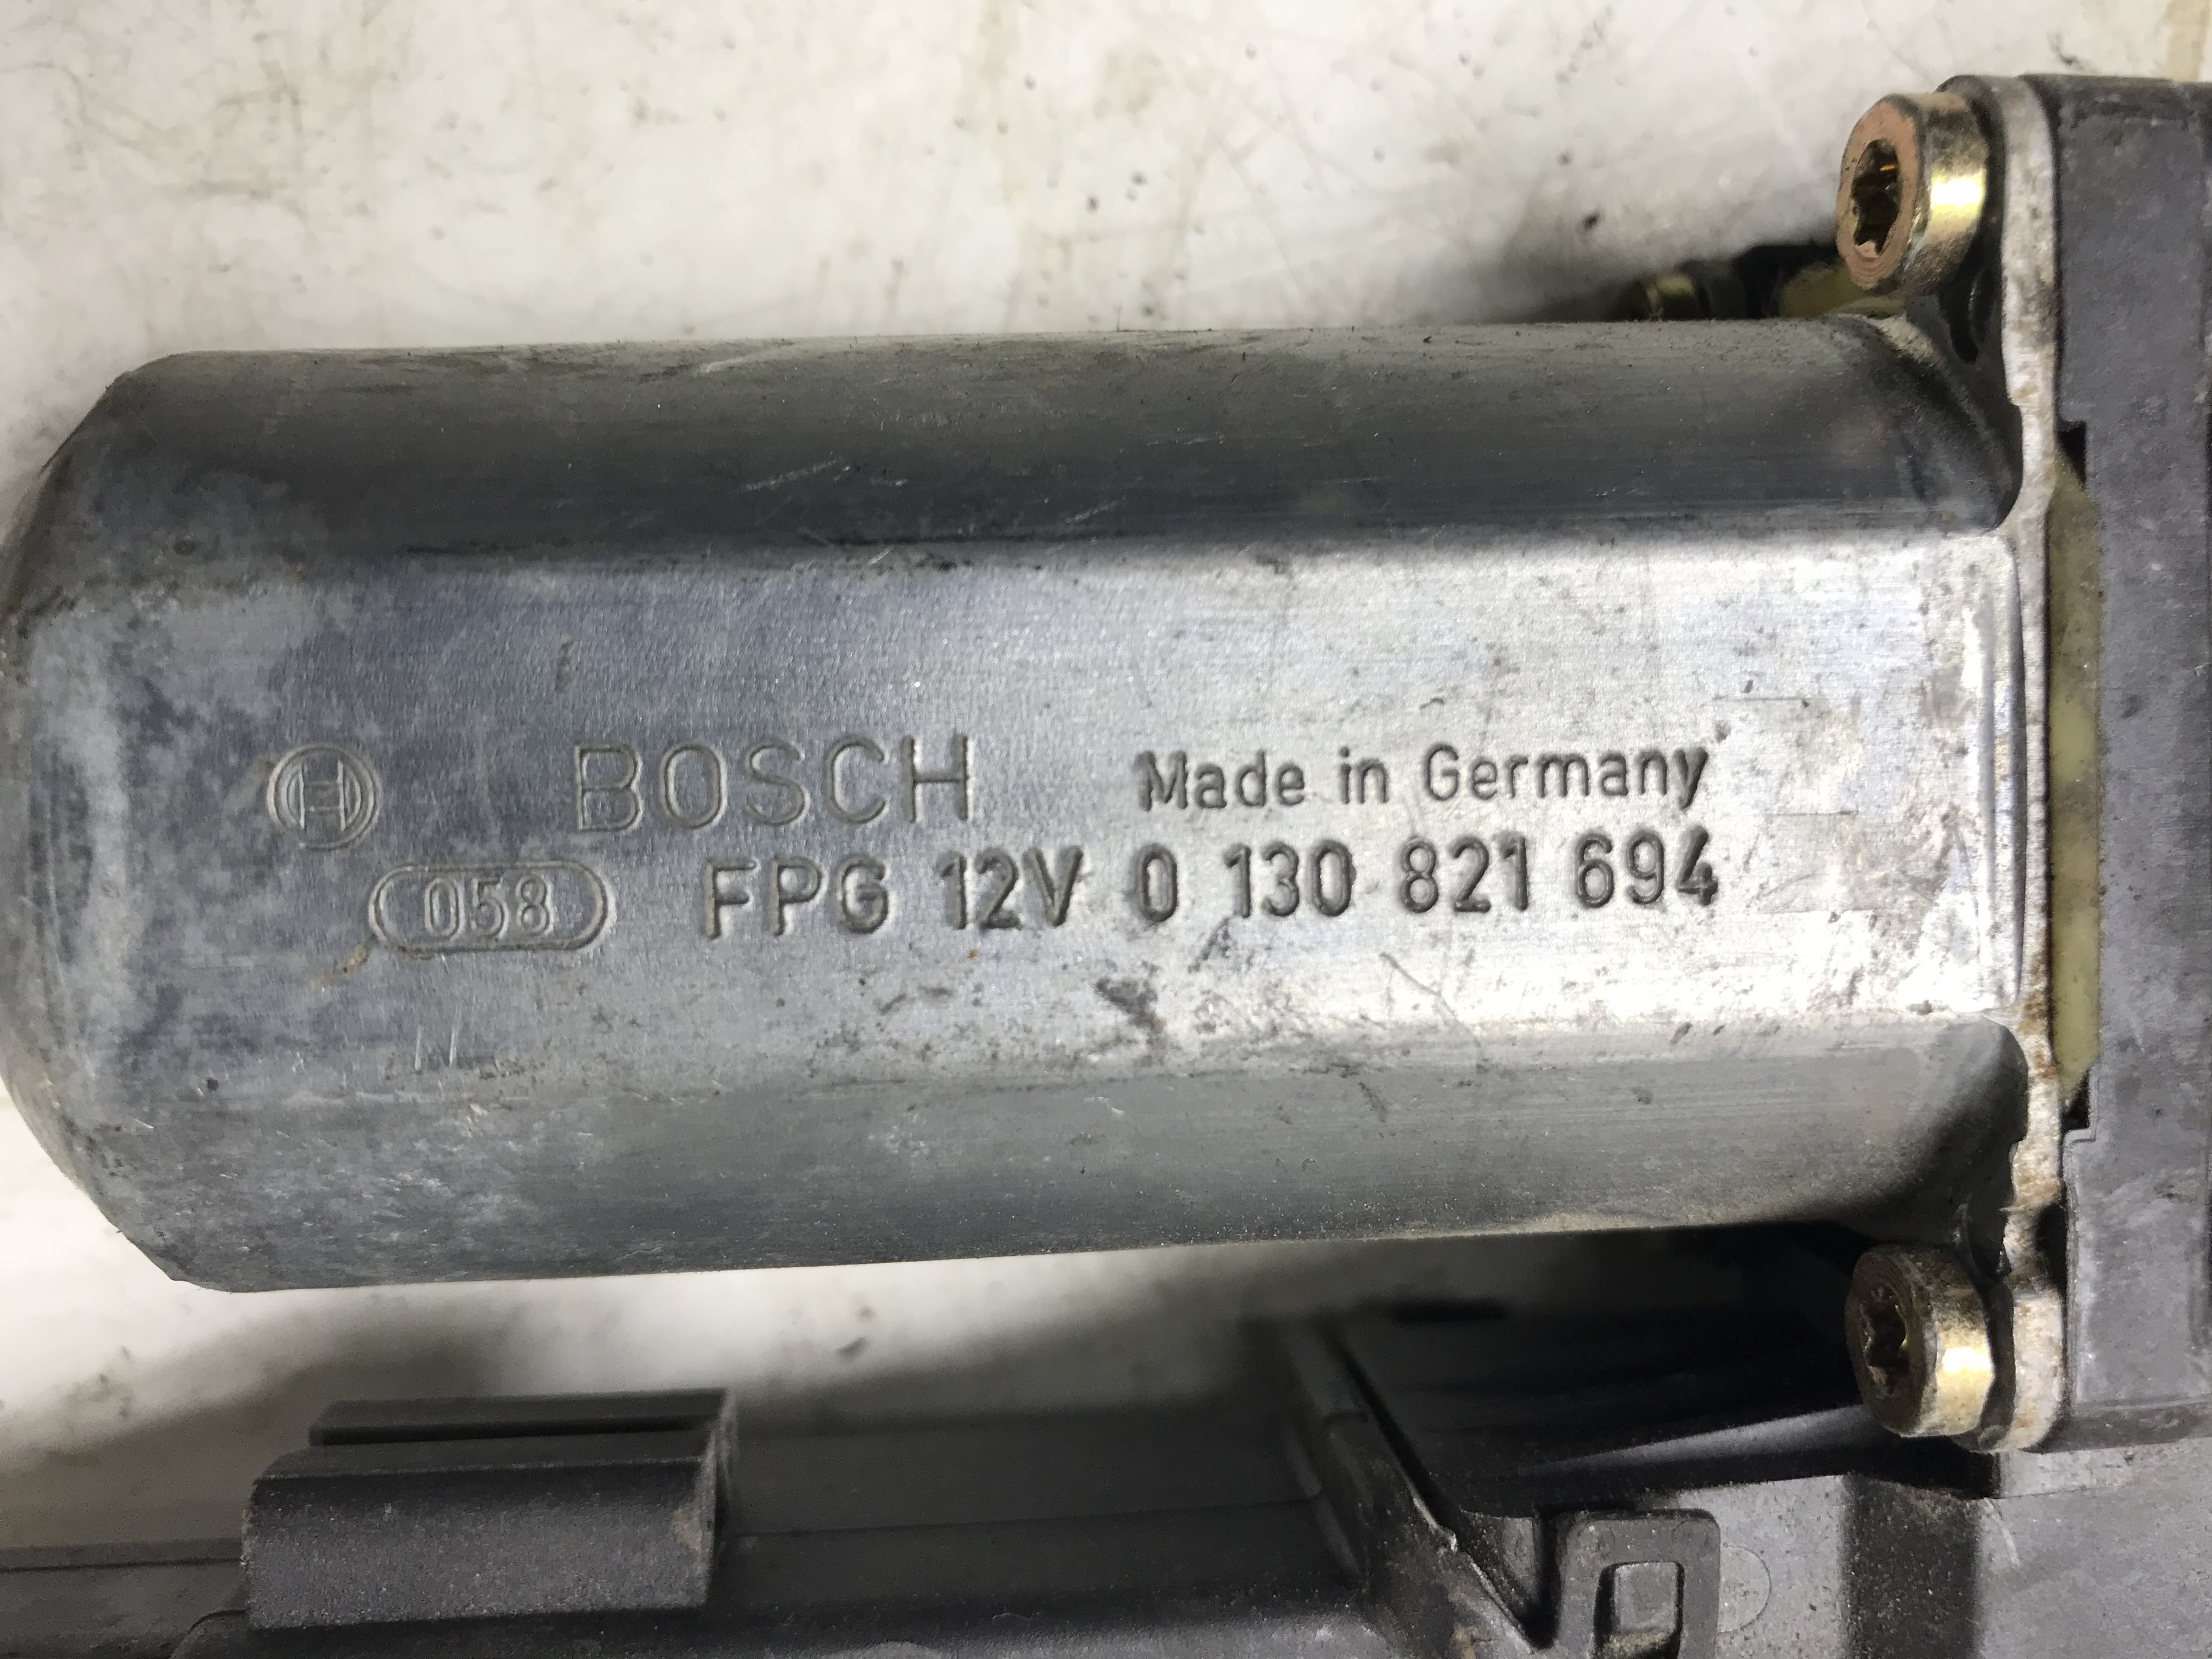 BOSCH Made in Germany
058 FPG 12V 0 130 821 694